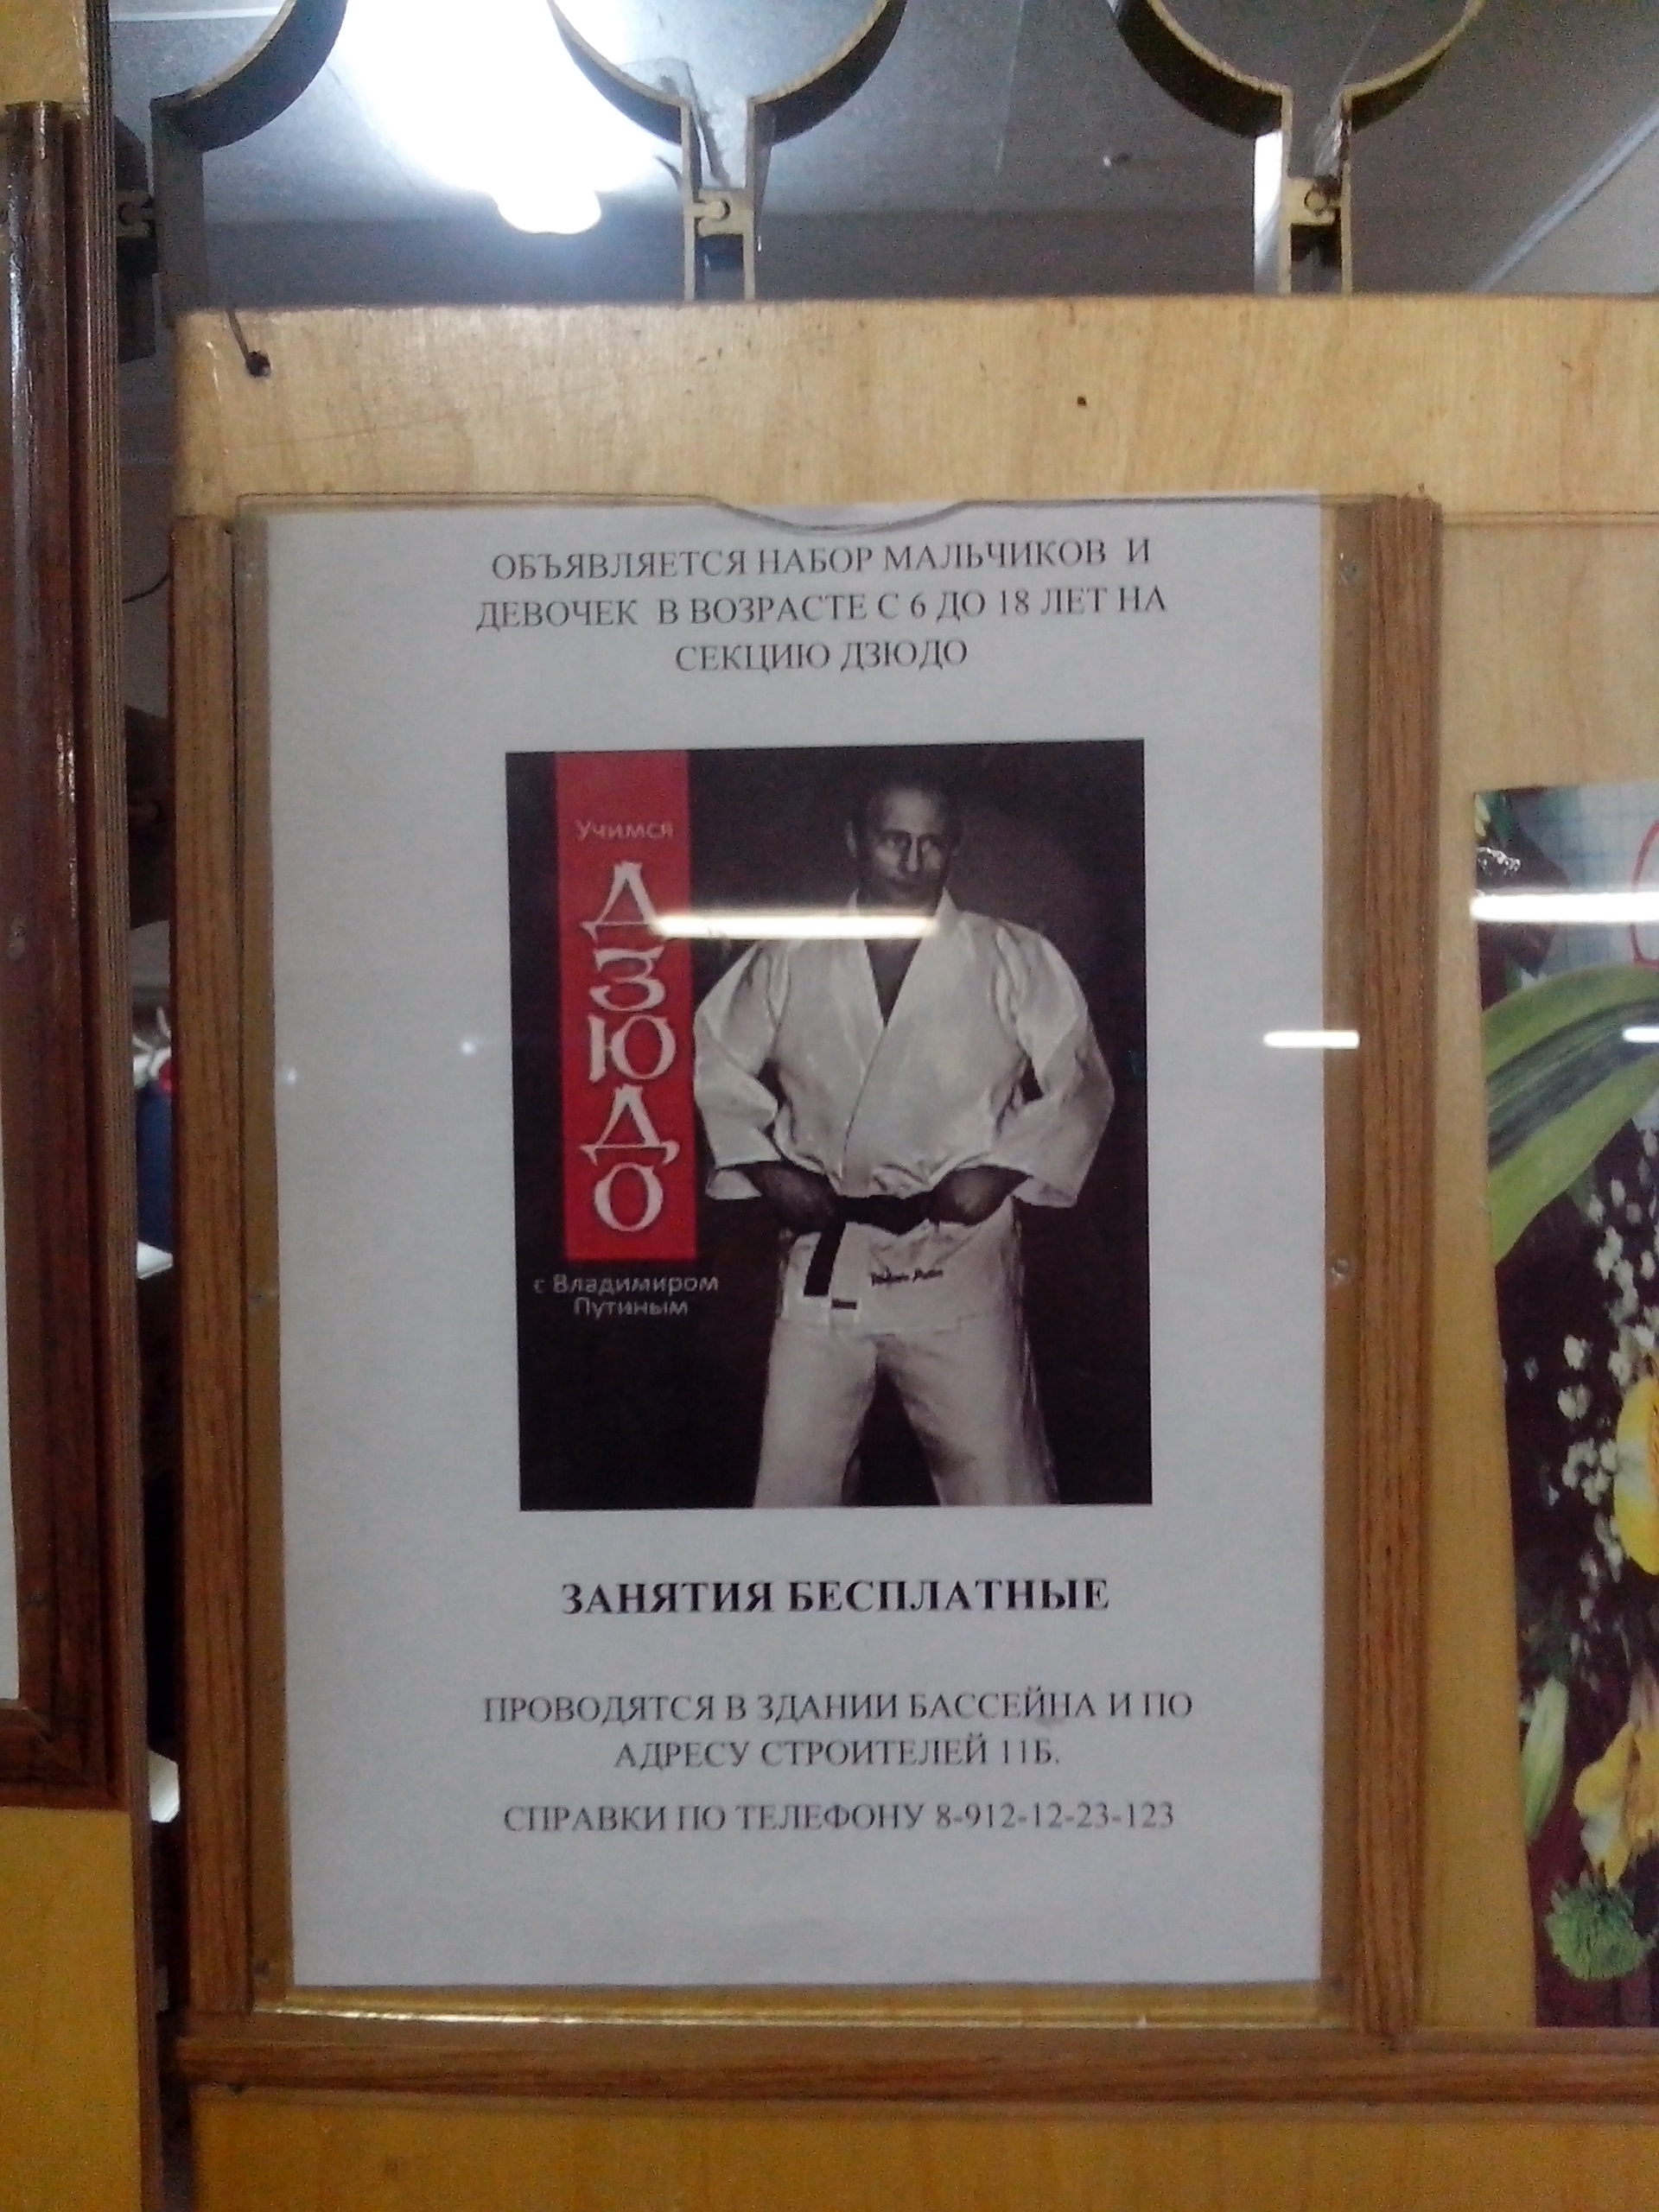 ОБЪЯВЛЯЕТСЯ НАБОР МАЛЬЧИКОВ И
ДЕВОЧЕК В ВОЗРАСТЕ С 6 ДО 18 ЛЕТ НА
СЕКЦИЮ ДЗЮДО
Учимся
ДЗЮДО
с Владимиром
Путиным
ЗАНЯТИЯ БЕСПЛАТНЫЕ
ПРОВОДЯТСЯ В ЗДАНИИ БАССЕЙНА И ПО
АДРЕСУ СТРОИТЕЛЕЙ 11Б.
СПРАВКИ ПО ТЕЛЕФОНУ 8-912-12-23-123